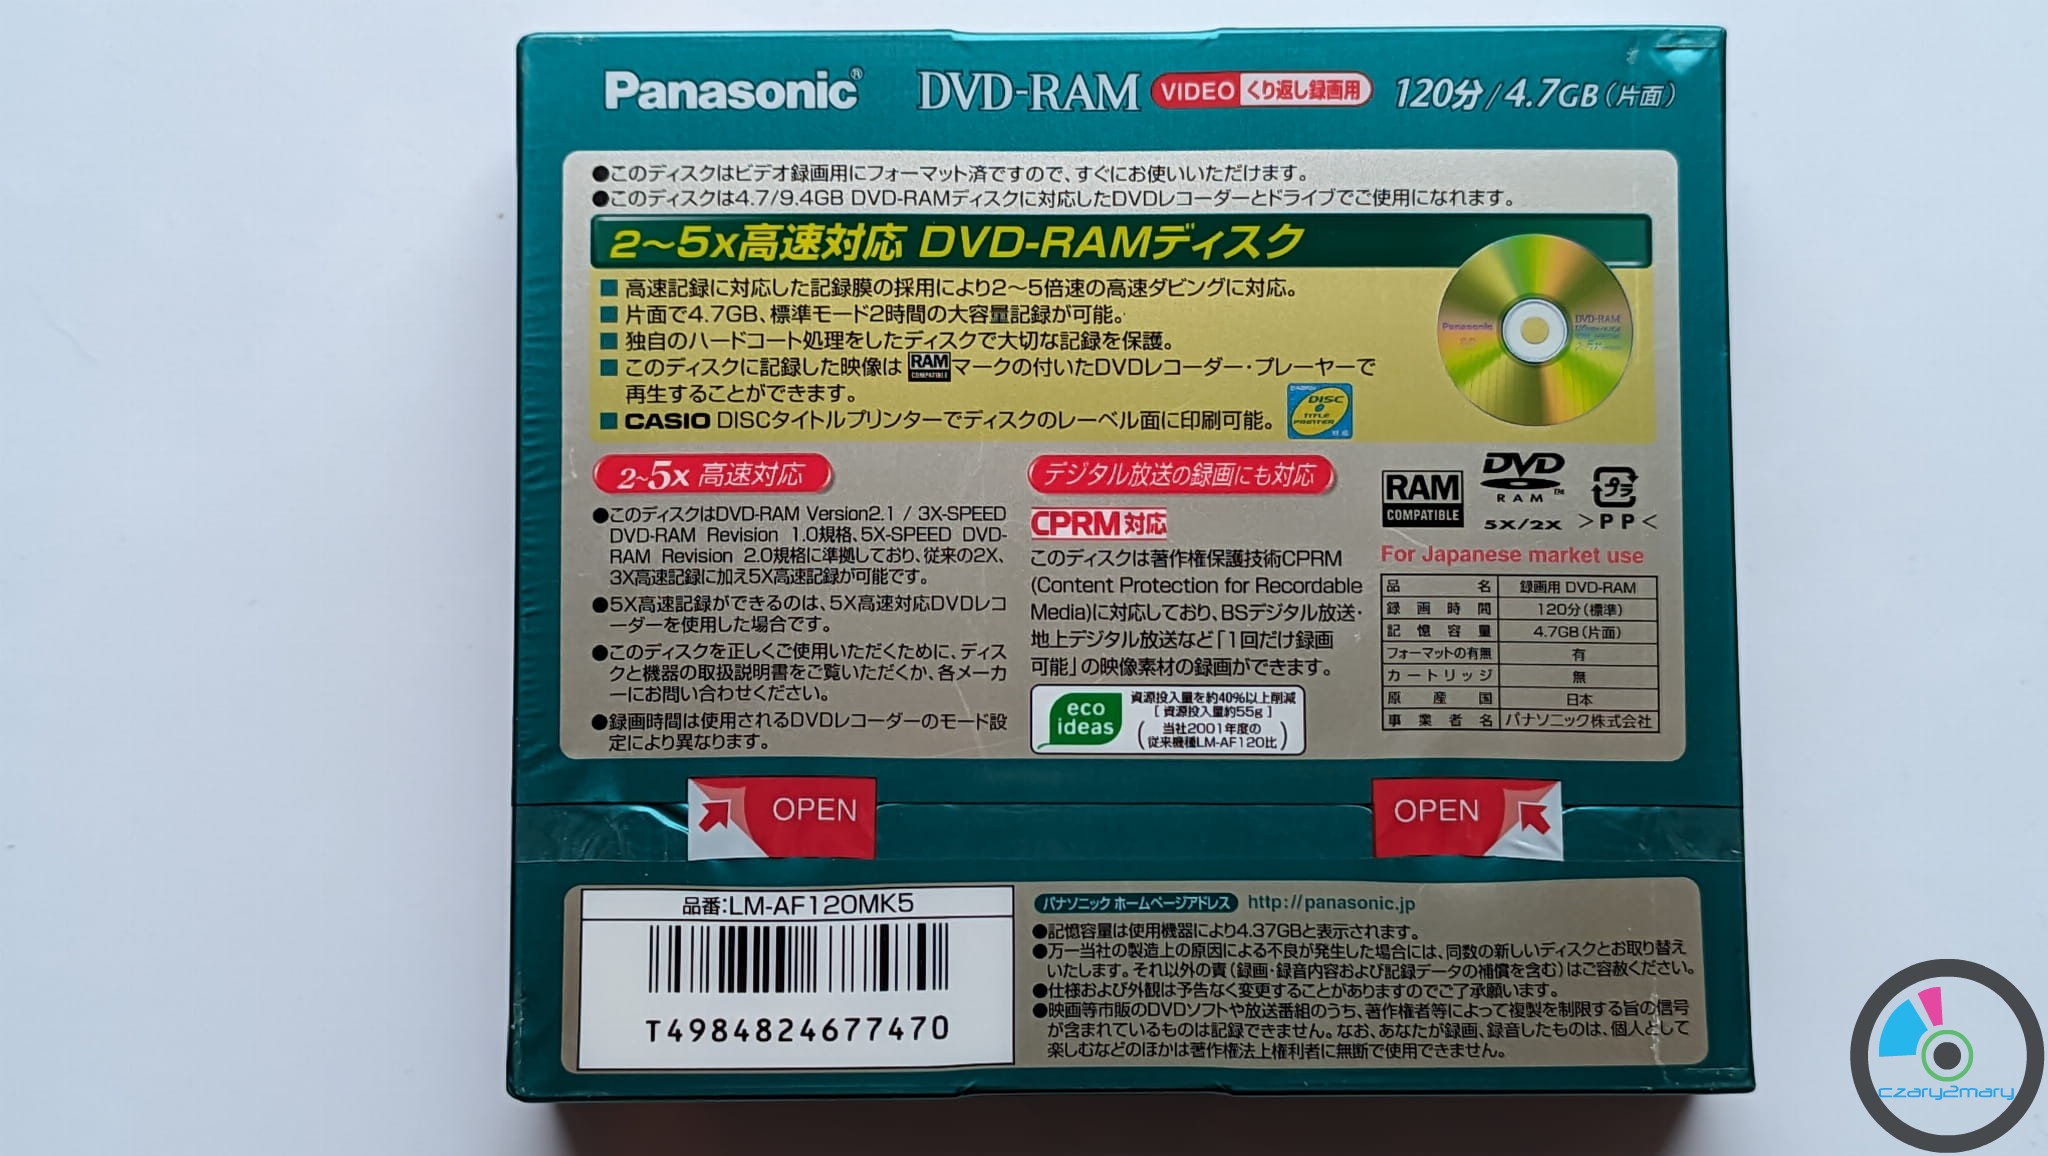 Panasonic®
DVD-RAM VIDEO くり返し録画用 120分/4.7GB(片面)
●このディスクはビデオ録画用にフォーマット済ですので、すぐにお使いいただけます。
●このディスクは4.7/9.4GB DVD-RAMディスクに対応したDVDレコーダーとドライブでご使用になれます。
2～5x高速対応 DVD-RAMディスク
■ 高速記録に対応した記録膜の採用により2～5倍速の高速ダビングに対応。
■ 片面で4.7GB、標準モード2時間の大容量記録が可能。
■ 独自のハードコート処理をしたディスクで大切な記録を保護。
■ このディスクに記録した映像は RAM COMPATIBLE マークの付いたDVDレコーダー・プレーヤーで
再生することができます。
■ CASIO DISCタイトルプリンターでディスクのレーベル面に印刷可能。
DISC
TITLE
PRINTER
対応
Panasonic
DVD-RAM
2～5x 高速対応
●このディスクはDVD-RAM Version2.1 / 3X-SPEED
DVD-RAM Revision 1.0規格、5X-SPEED DVD-
RAM Revision 2.0規格に準拠しており、従来の2X、
3X高速記録に加え5X高速記録が可能です。
●5X高速記録ができるのは、5X高速対応DVDレコ
ーダーを使用した場合です。
●このディスクを正しくご使用いただくために、ディス
クと機器の取扱説明書をご覧いただくか、各メーカ
ーにお問い合わせください。
●録画時間は使用されるDVDレコーダーのモード設
定により異なります。
デジタル放送の録画にも対応
CPRM対応
このディスクは著作権保護技術CPRM
(Content Protection for Recordable
Media)に対応しており、BSデジタル放送・
地上デジタル放送など「1回だけ録画
可能」の映像素材の録画ができます。
eco
ideas
資源投入量を約40%以上削減
[資源投入量約55g]
(当社2001年度の
従来機種LM-AF120比)
RAM
COMPATIBLE
DVD
RAM™
5X/2X
プラ
>PP<
For Japanese market use
品名 録画用 DVD-RAM
録画時間 120分(標準)
記憶容量 4.7GB(片面)
フォーマットの有無 有
カートリッジ 無
原産国 日本
事業者名 パナソニック株式会社
OPEN
OPEN
品番:LM-AF120MK5
T4984824677470
パナソニック ホームページアドレス http://panasonic.jp
●記憶容量は使用機器により4.37GBと表示されます。
●万一当社の製造上の原因による不良が発生した場合には、同数の新しいディスクとお取り替え
いたします。それ以外の責(録画・録音内容および記録データの補償を含む)はご容赦ください。
●仕様および外観は予告なく変更することがありますのでご了承願います。
●映画等市販のDVDソフトや放送番組のうち、著作権者等によって複製を制限する旨の信号
が含まれているものは記録できません。なお、あなたが録画、録音したものは、個人として
楽しむなどのほかは著作権法上権利者に無断で使用できません。
czary2mary